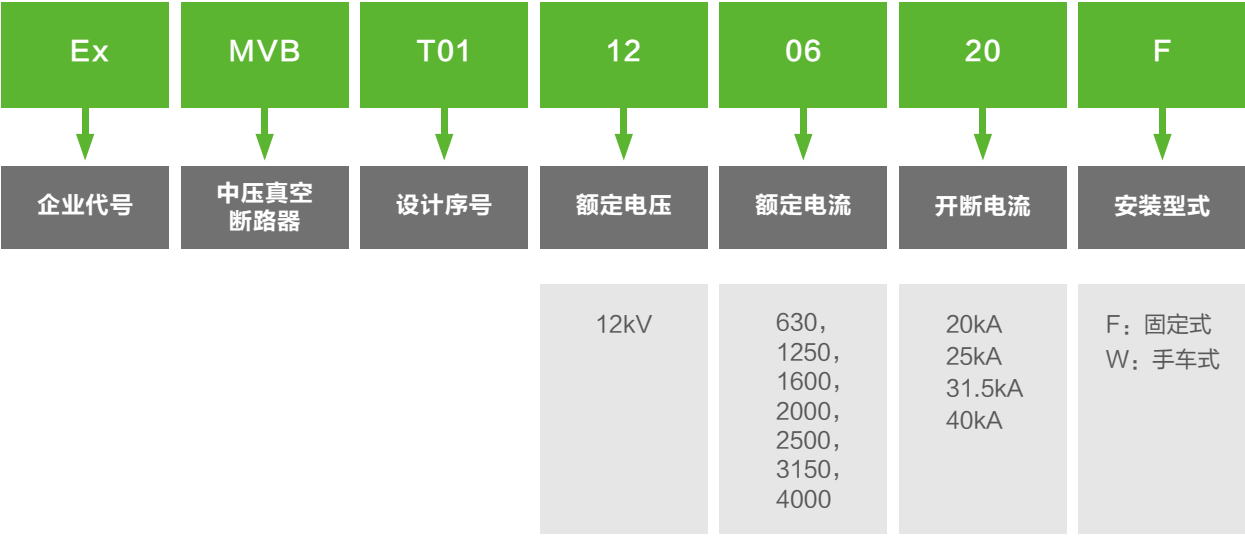 Ex MVB T01 12 06 20 F
企业代号 中压真空 设计序号 额定电压 额定电流 开断电流 安装型式
断路器
12kV
630，
1250，
1600，
2000，
2500，
3150，
4000
20kA
25kA
31.5kA
40kA
F：固定式
W：手车式